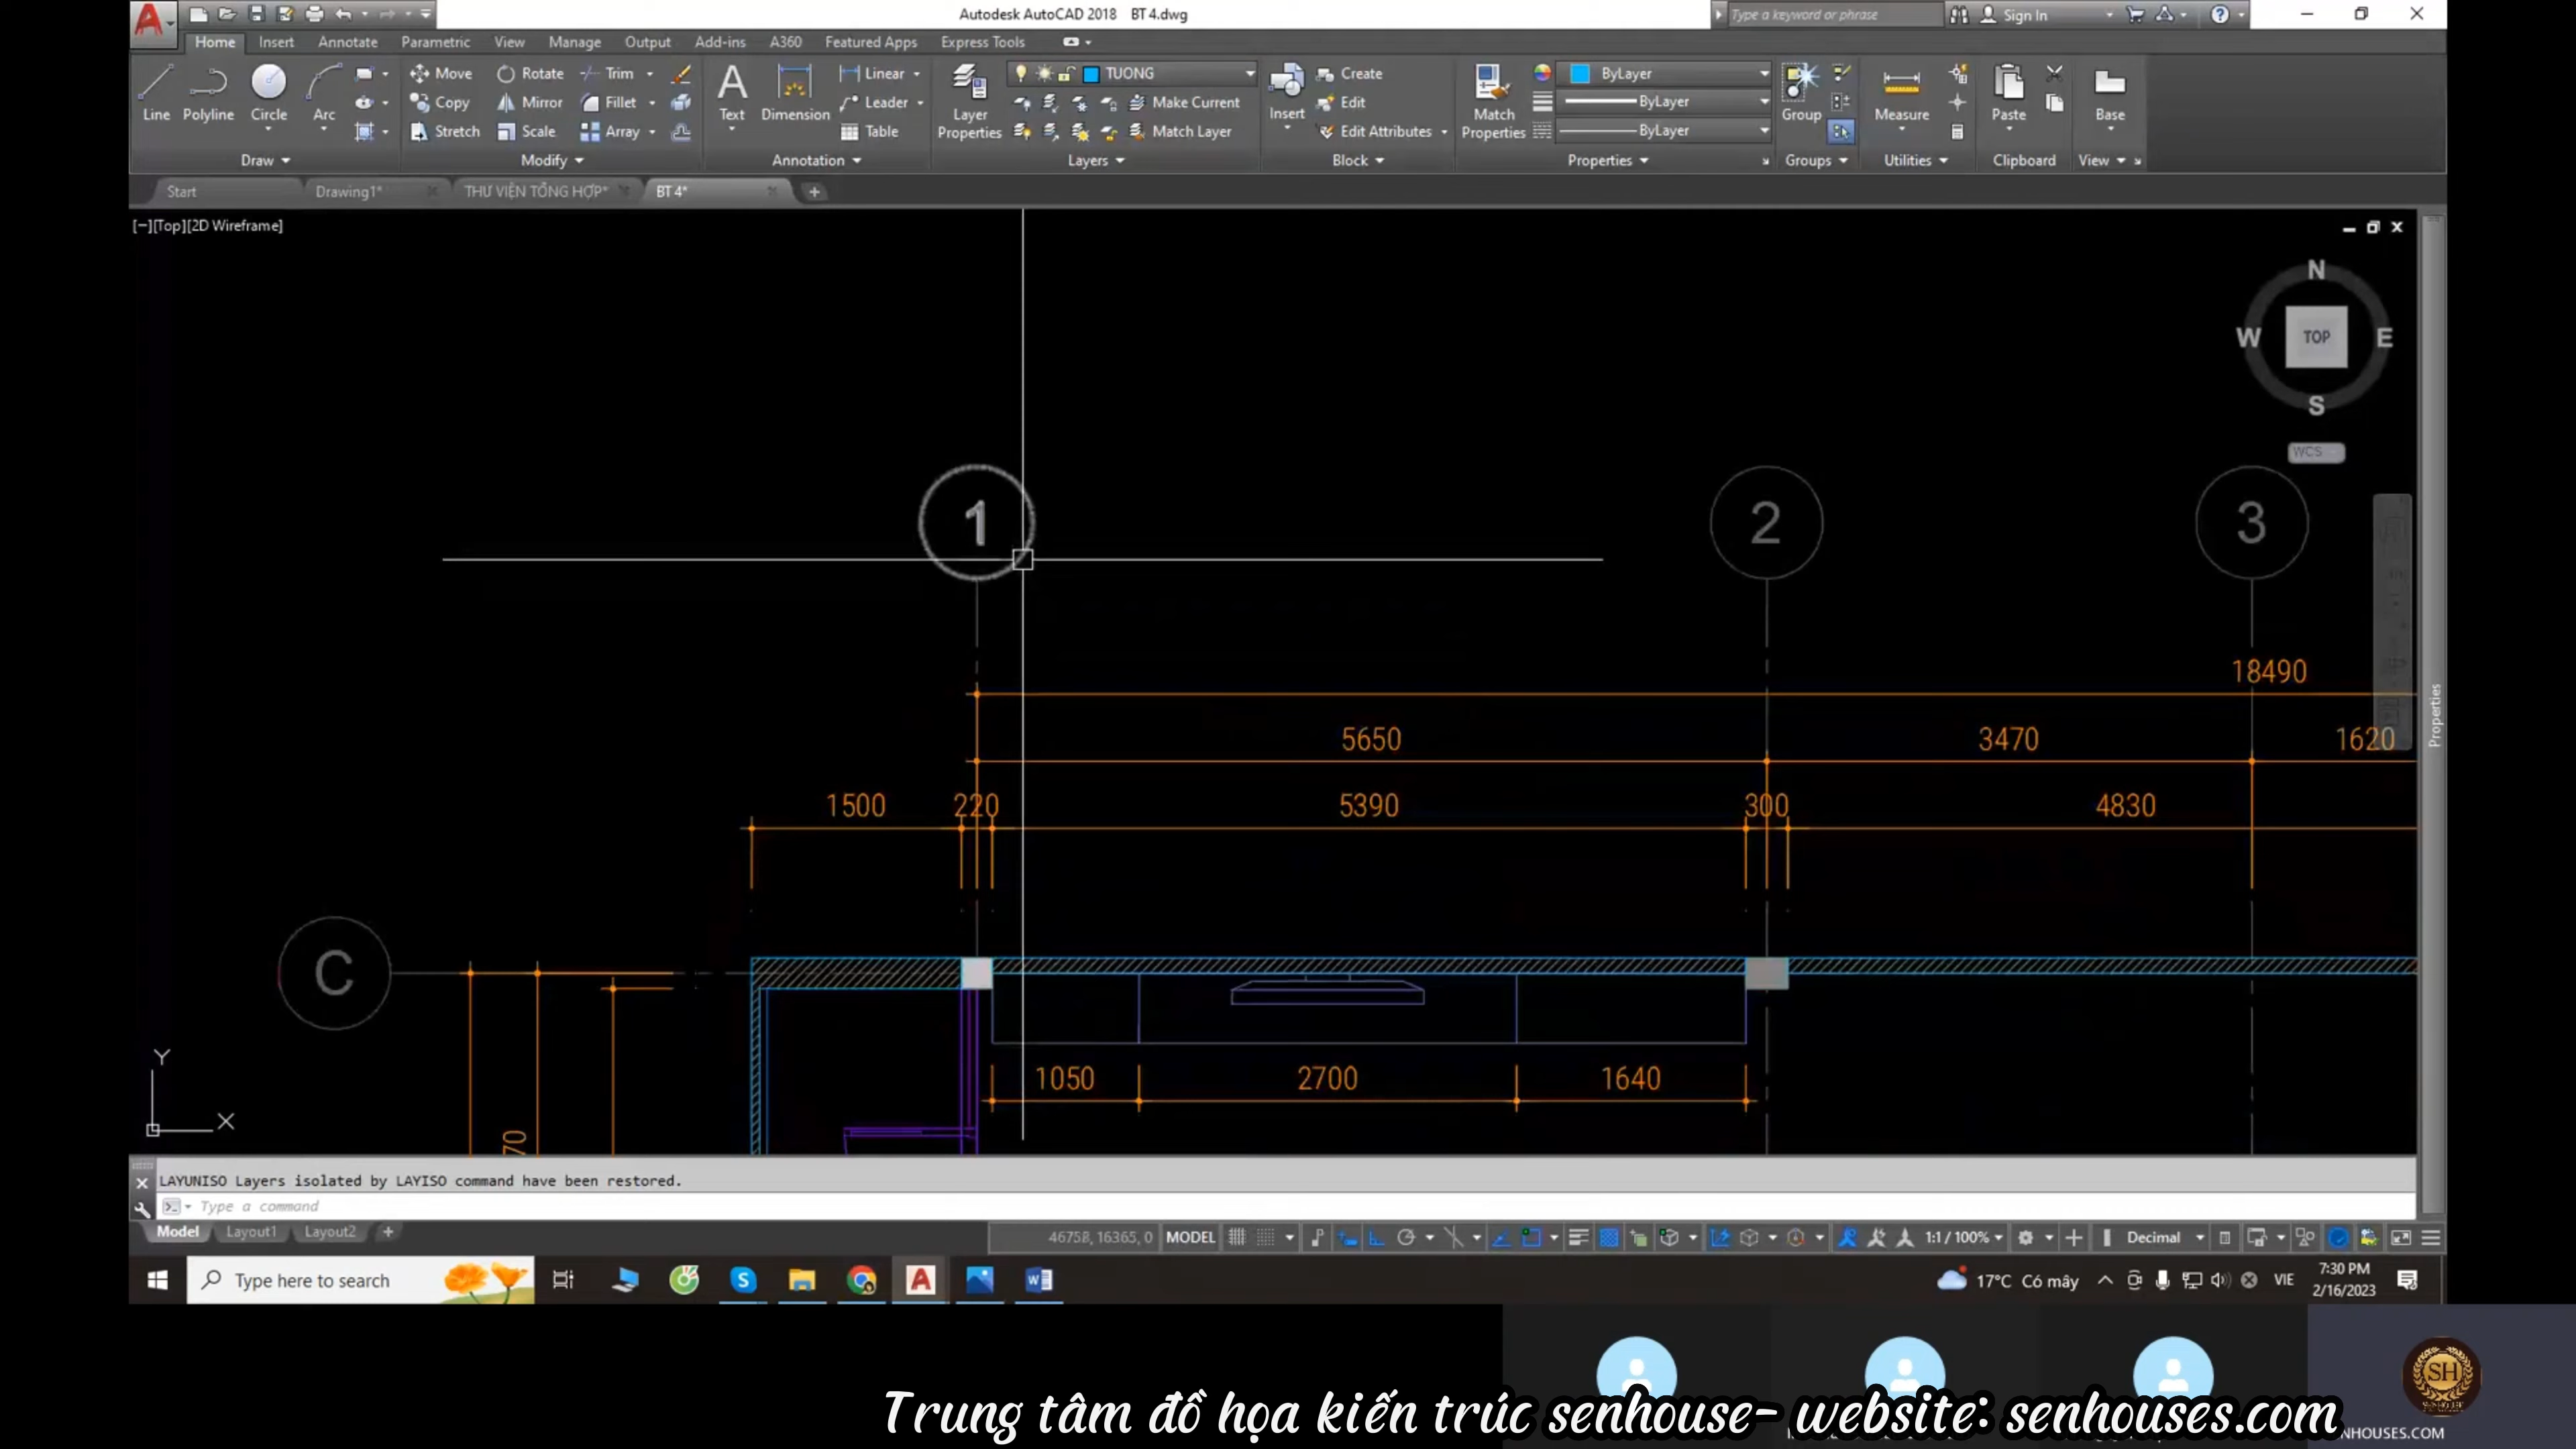 Autodesk AutoCAD 2018 BT 4.dwg
Type a keyword or phrase
Sign In
Home Insert Annotate Parametric View Manage Output Add-ins A360 Featured Apps Express Tools
Line Polyline Circle Arc
Move Rotate Trim
Copy Mirror Fillet
Stretch Scale Array
Text Dimension
Linear
Leader
Table
Layer Properties
TUONG
Make Current
Match Layer
Insert
Create
Edit
Edit Attributes
Match Properties
ByLayer
ByLayer
ByLayer
Group
Measure
Paste
Base
Draw Modify Annotation Layers Block Properties Groups Utilities Clipboard View
Start Drawing1* THƯ VIỆN TỔNG HỢP* BT 4*
[−][Top][2D Wireframe]
N
W TOP E
S
WCS
1 2 3
18490
5650 3470 1620
1500 220 5390 300 4830
C
1050 2700 1640
Y
X
70
Properties
LAYUNISO Layers isolated by LAYISO command have been restored.
Type a command
Model Layout1 Layout2
46758, 16365, 0 MODEL
1:1 / 100%
Decimal
Type here to search
17°C Có mây
VIE
7:30 PM
2/16/2023
SH
Trung tâm đồ họa kiến trúc senhouse- website: senhouses.com
NHOUSES.COM